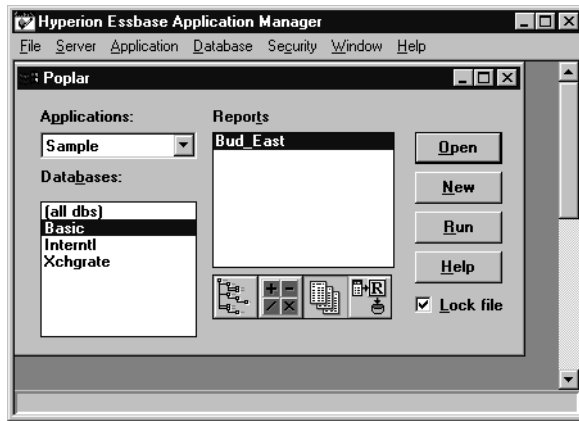 Hyperion Essbase Application Manager
File Server Application Database Security Window Help
Poplar
Applications:
Sample
Databases:
(all dbs)
Basic
Interntl
Xchgrate
Reports
Bud_East
R
Open
New
Run
Help
Lock file